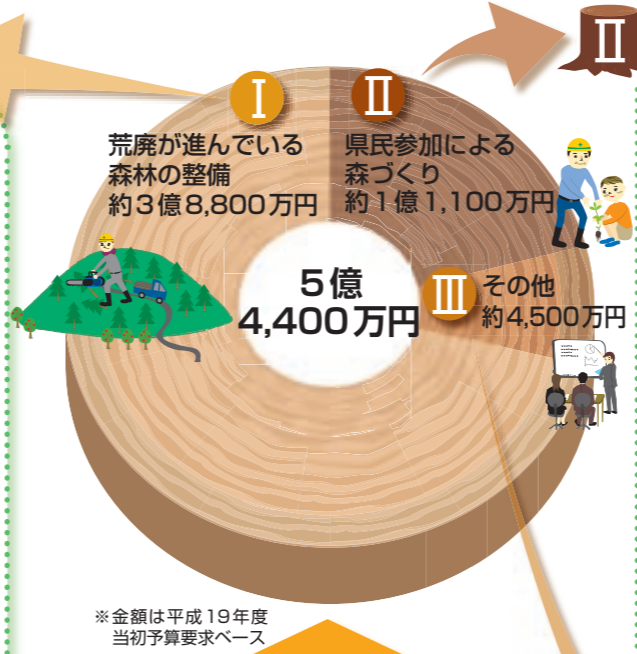 Ⅰ
荒廃が進んでいる
森林の整備
約3億8,800万円
Ⅱ
県民参加による
森づくり
約1億1,100万円
Ⅱ
5億
4,400万円
Ⅲ
その他
約4,500万円
※金額は平成19年度
当初予算要求ベース